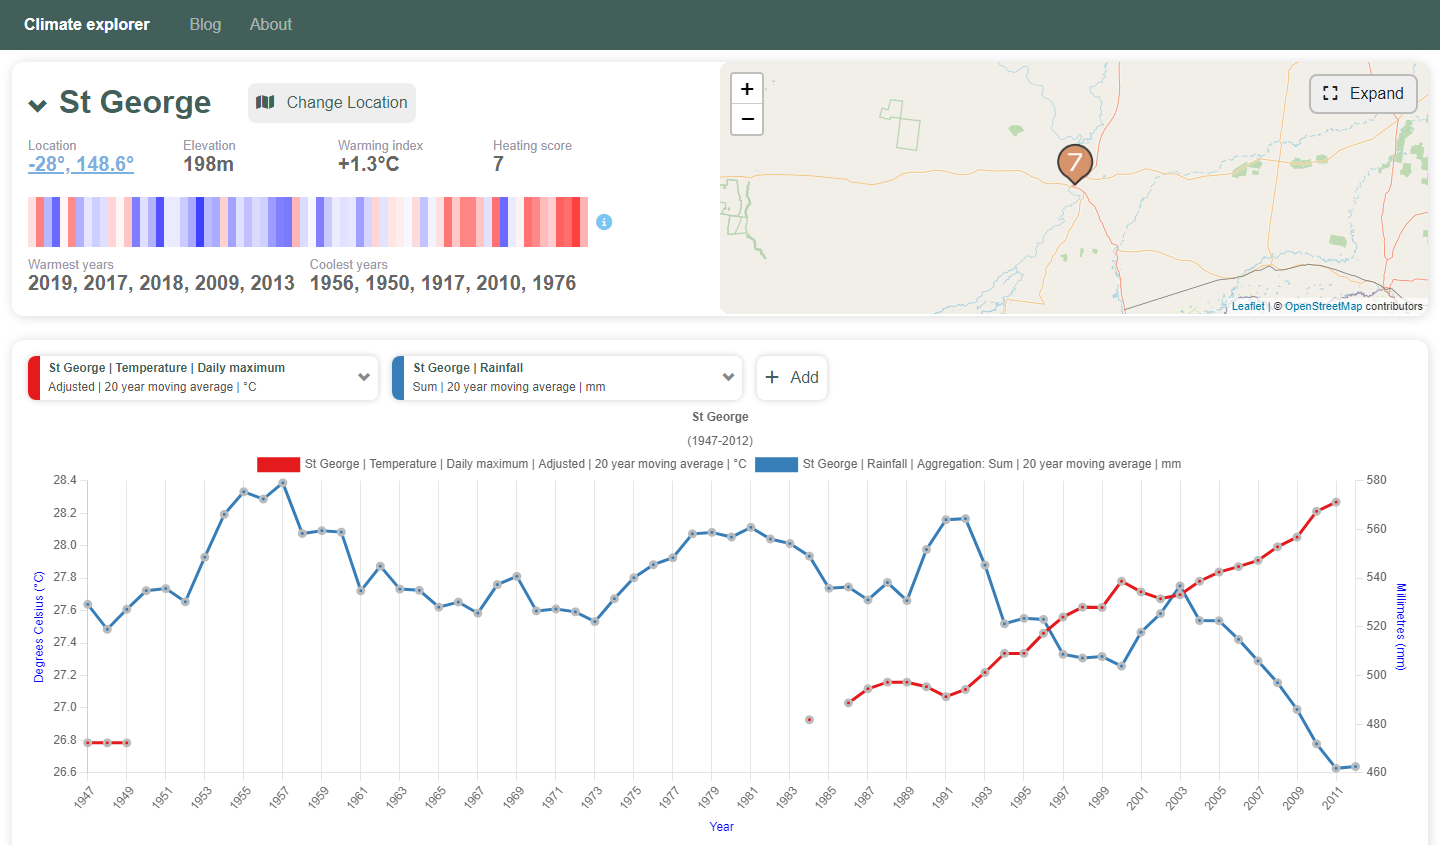 Climate explorer Blog About
St George Change Location
Location Elevation Warming index Heating score
-28°, 148.6° 198m +1.3°C 7
i
Warmest years Coolest years
2019, 2017, 2018, 2009, 2013 1956, 1950, 1917, 2010, 1976
+
−
Expand
7
Leaflet | © OpenStreetMap contributors
St George | Temperature | Daily maximum
Adjusted | 20 year moving average | °C
St George | Rainfall
Sum | 20 year moving average | mm
+ Add
St George
(1947-2012)
St George | Temperature | Daily maximum | Adjusted | 20 year moving average | °C
St George | Rainfall | Aggregation: Sum | 20 year moving average | mm
28.4
28.2
28.0
27.8
27.6
27.4
27.2
27.0
26.8
26.6
Degrees Celsius (°C)
580
560
540
520
500
480
460
Millimetres (mm)
1947 1949 1951 1953 1955 1957 1959 1961 1963 1965 1967 1969 1971 1973 1975 1977 1979 1981 1983 1985 1987 1989 1991 1993 1995 1997 1999 2001 2003 2005 2007 2009 2011
Year